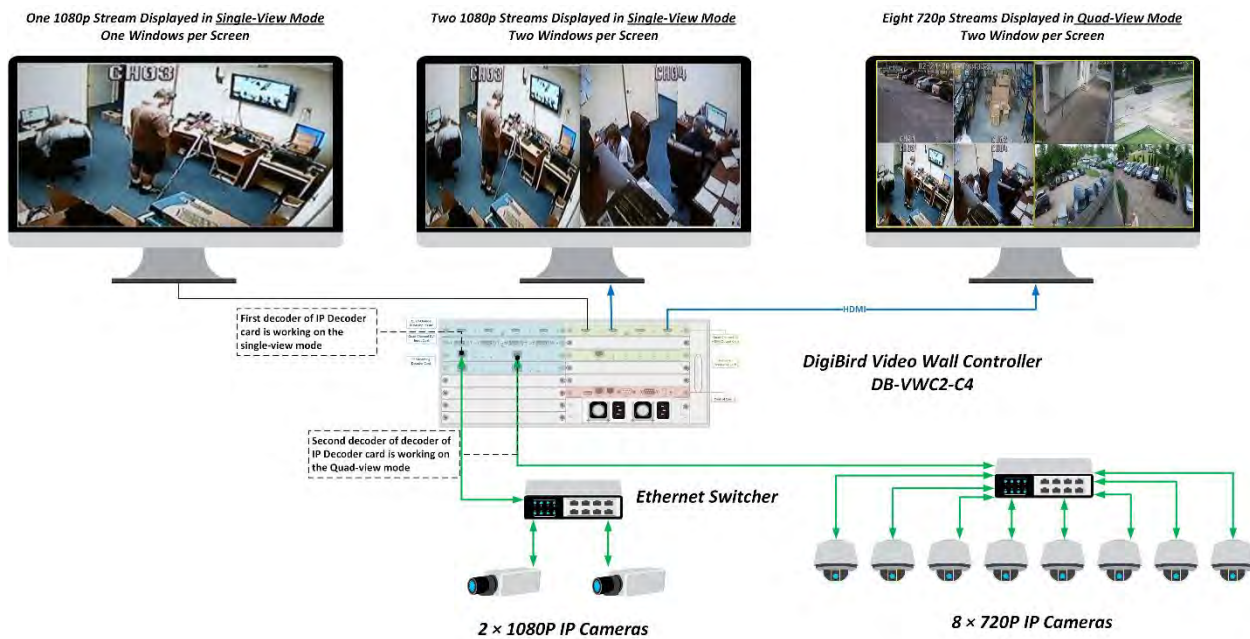 One 1080p Stream Displayed in Single-View Mode
One Windows per Screen
Two 1080p Streams Displayed in Single-View Mode
Two Windows per Screen
Eight 720p Streams Displayed in Quad-View Mode
Two Window per Screen
CH03
CH04
First decoder of IP Decoder
card is working on the
single-view mode
HDMI
DigiBird Video Wall Controller
DB-VWC2-C4
Second decoder of decoder of
IP Decoder card is working on
the Quad-view mode
Ethernet Switcher
2 × 1080P IP Cameras
8 × 720P IP Cameras